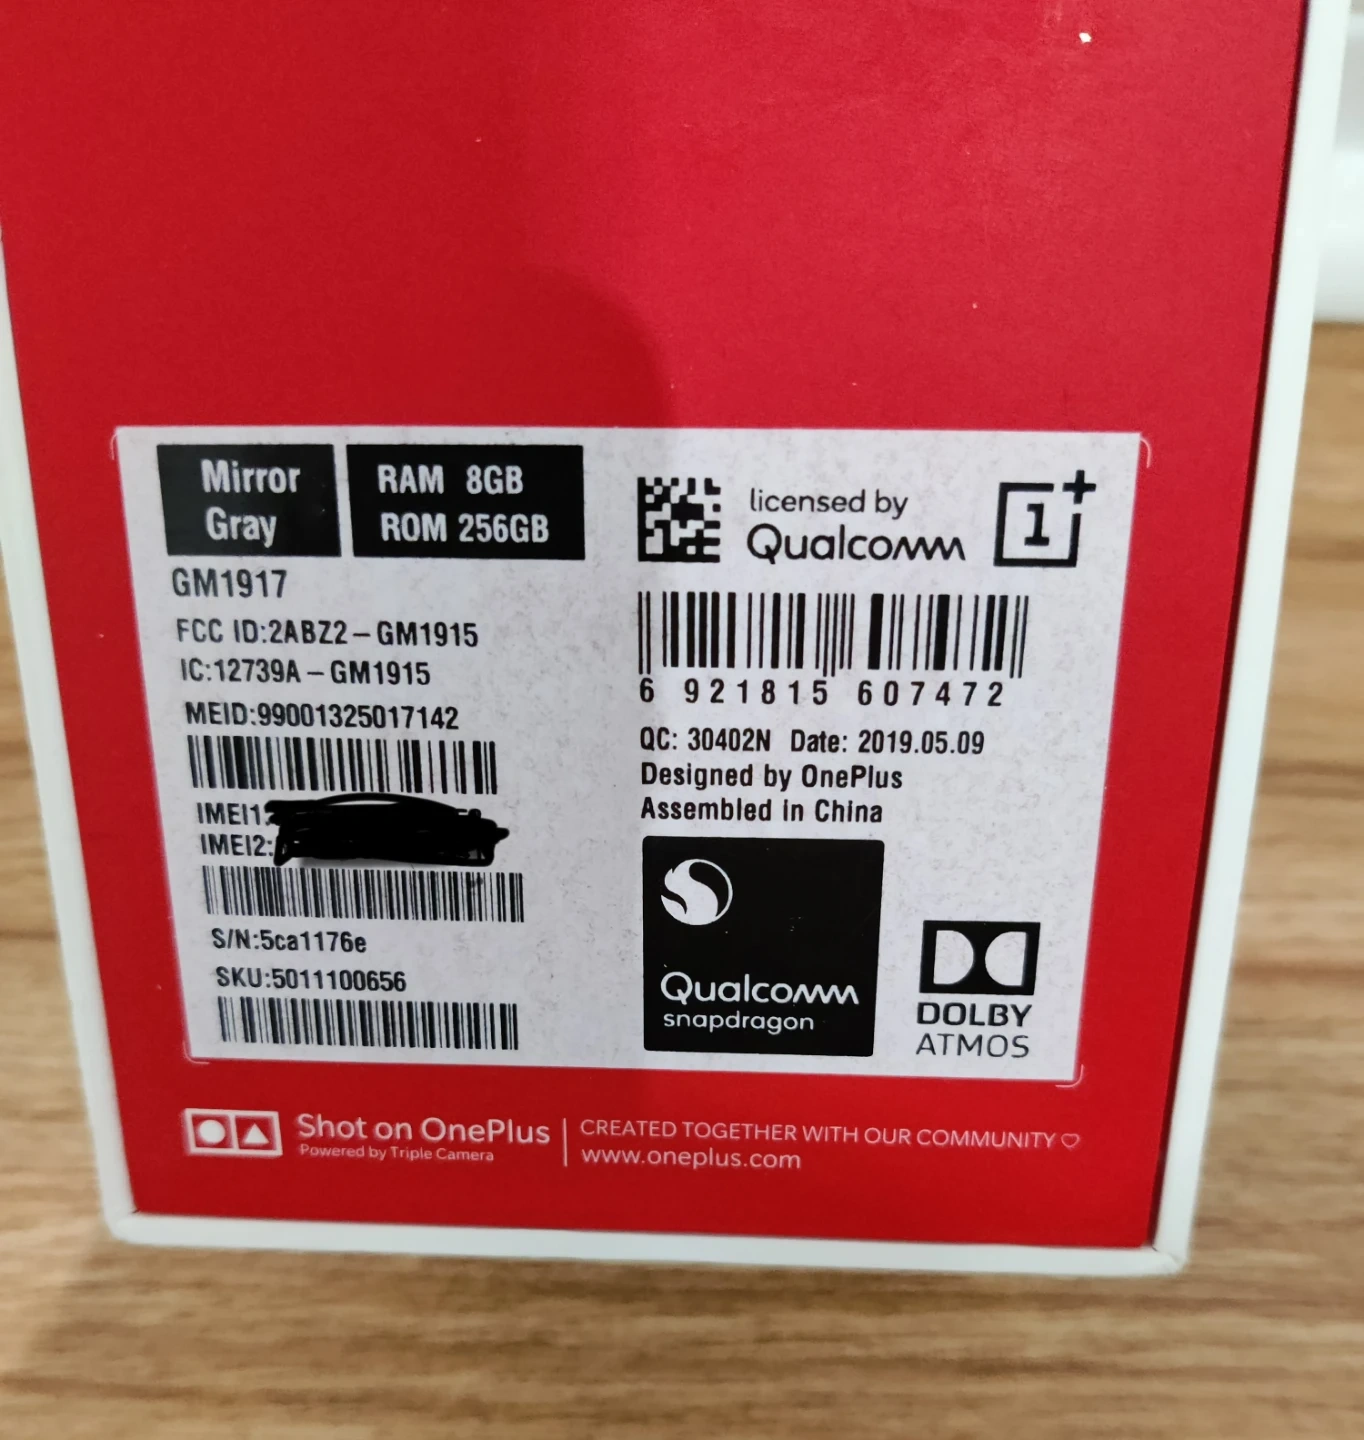 Mirror
Gray
RAM 8GB
ROM 256GB
GM1917
FCC ID:2ABZ2-GM1915
IC:12739A-GM1915
MEID:99001325017142
IMEI1:
IMEI2:
S/N:5ca1176e
SKU:5011100656
licensed by
Qualcomm
1+
6 921815 607472
QC: 30402N Date: 2019.05.09
Designed by OnePlus
Assembled in China
Qualcomm
snapdragon
DOLBY
ATMOS
Shot on OnePlus
Powered by Triple Camera
CREATED TOGETHER WITH OUR COMMUNITY♡
www.oneplus.com